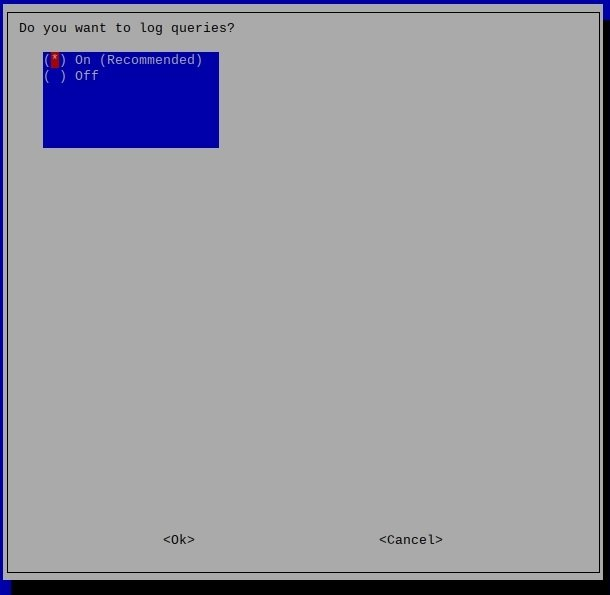 Do you want to log queries?
(*) On (Recommended)
( ) Off
<Ok> <Cancel>